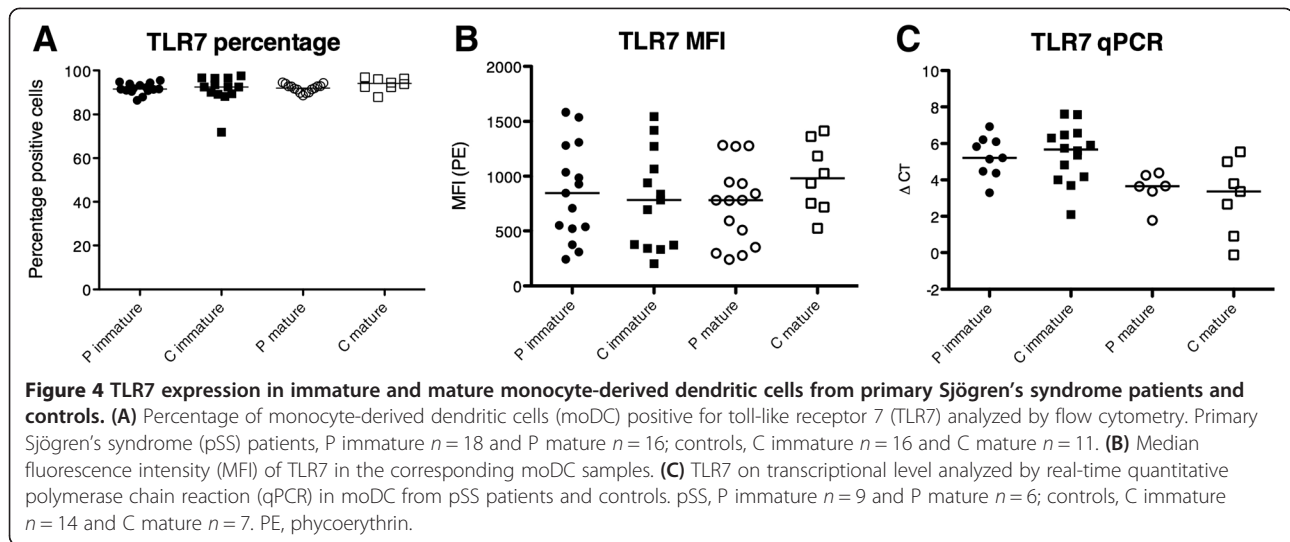 A
TLR7 percentage
Percentage positive cells
100
80
60
40
20
0
P immature
C immature
P mature
C mature
B
TLR7 MFI
MFI (PE)
2000
1500
1000
500
0
P immature
C immature
P mature
C mature
C
TLR7 qPCR
Δ CT
10
8
6
4
2
0
-2
P immature
C immature
P mature
C mature
Figure 4 TLR7 expression in immature and mature monocyte-derived dendritic cells from primary Sjögren's syndrome patients and
controls. (A) Percentage of monocyte-derived dendritic cells (moDC) positive for toll-like receptor 7 (TLR7) analyzed by flow cytometry. Primary
Sjögren's syndrome (pSS) patients, P immature n = 18 and P mature n = 16; controls, C immature n = 16 and C mature n = 11. (B) Median
fluorescence intensity (MFI) of TLR7 in the corresponding moDC samples. (C) TLR7 on transcriptional level analyzed by real-time quantitative
polymerase chain reaction (qPCR) in moDC from pSS patients and controls. pSS, P immature n = 9 and P mature n = 6; controls, C immature
n = 14 and C mature n = 7. PE, phycoerythrin.